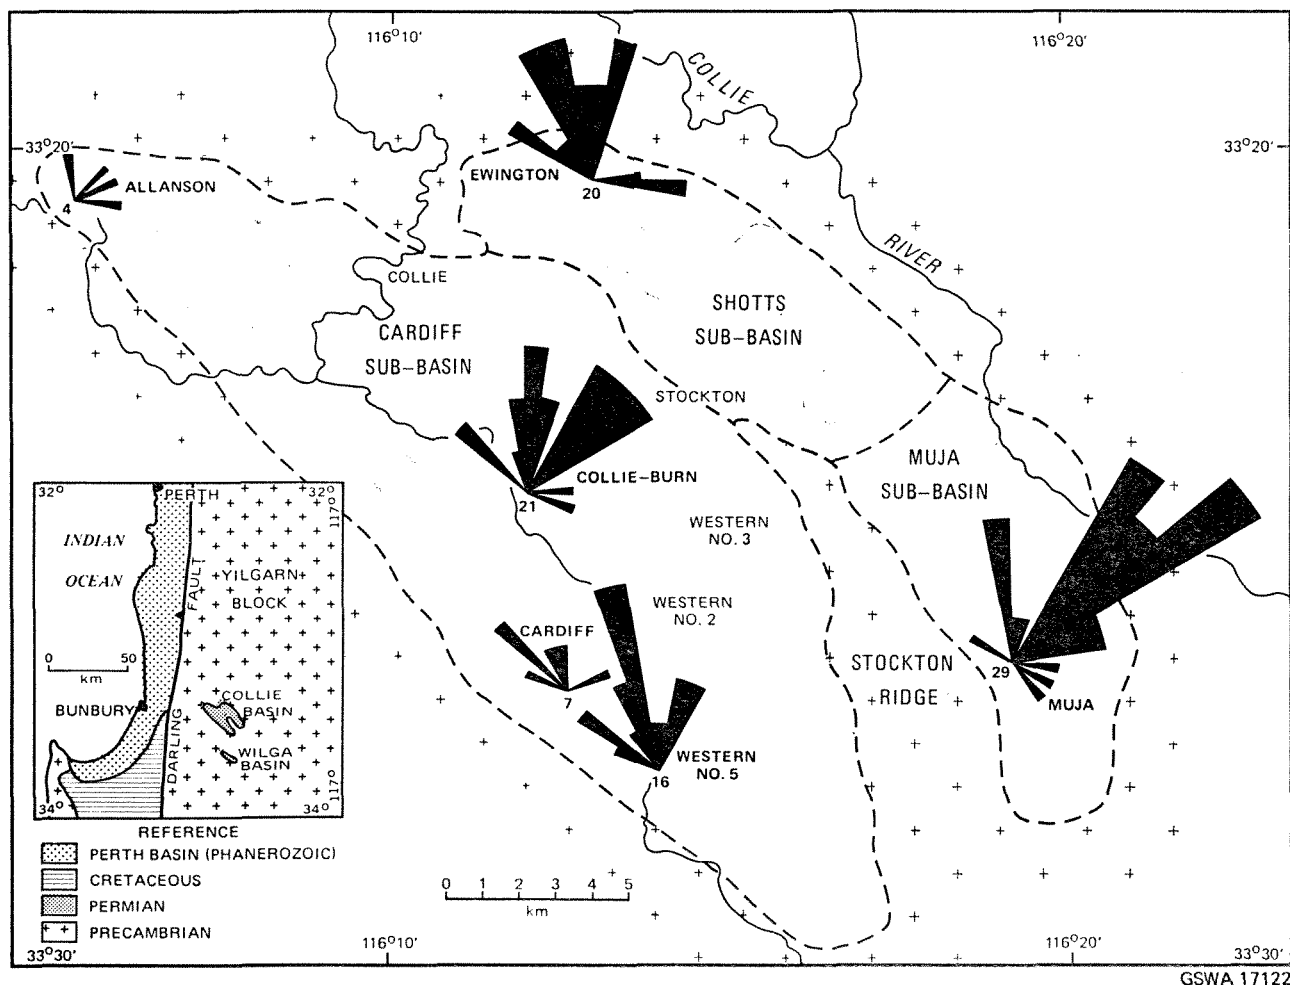 116°10'
116°20'
COLLIE
33°20'
33°20'
EWINGTON
20
ALLANSON
4
RIVER
COLLIE
SHOTTS
SUB-BASIN
CARDIFF
SUB-BASIN
STOCKTON
MUJA
SUB-BASIN
COLLIE-BURN
21
WESTERN
NO. 3
WESTERN
NO. 2
CARDIFF
7
STOCKTON
RIDGE
29
MUJA
WESTERN
NO. 5
16
32°
PERTH
32°
117°
INDIAN
OCEAN
FAULT
YILGARN
BLOCK
0 50
km
BUNBURY
COLLIE
BASIN
DARLING
WILGA
BASIN
34°
34°
117°
REFERENCE
PERTH BASIN (PHANEROZOIC)
CRETACEOUS
PERMIAN
PRECAMBRIAN
0 1 2 3 4 5
km
116°10'
116°20'
33°30'
33°30'
GSWA 17122